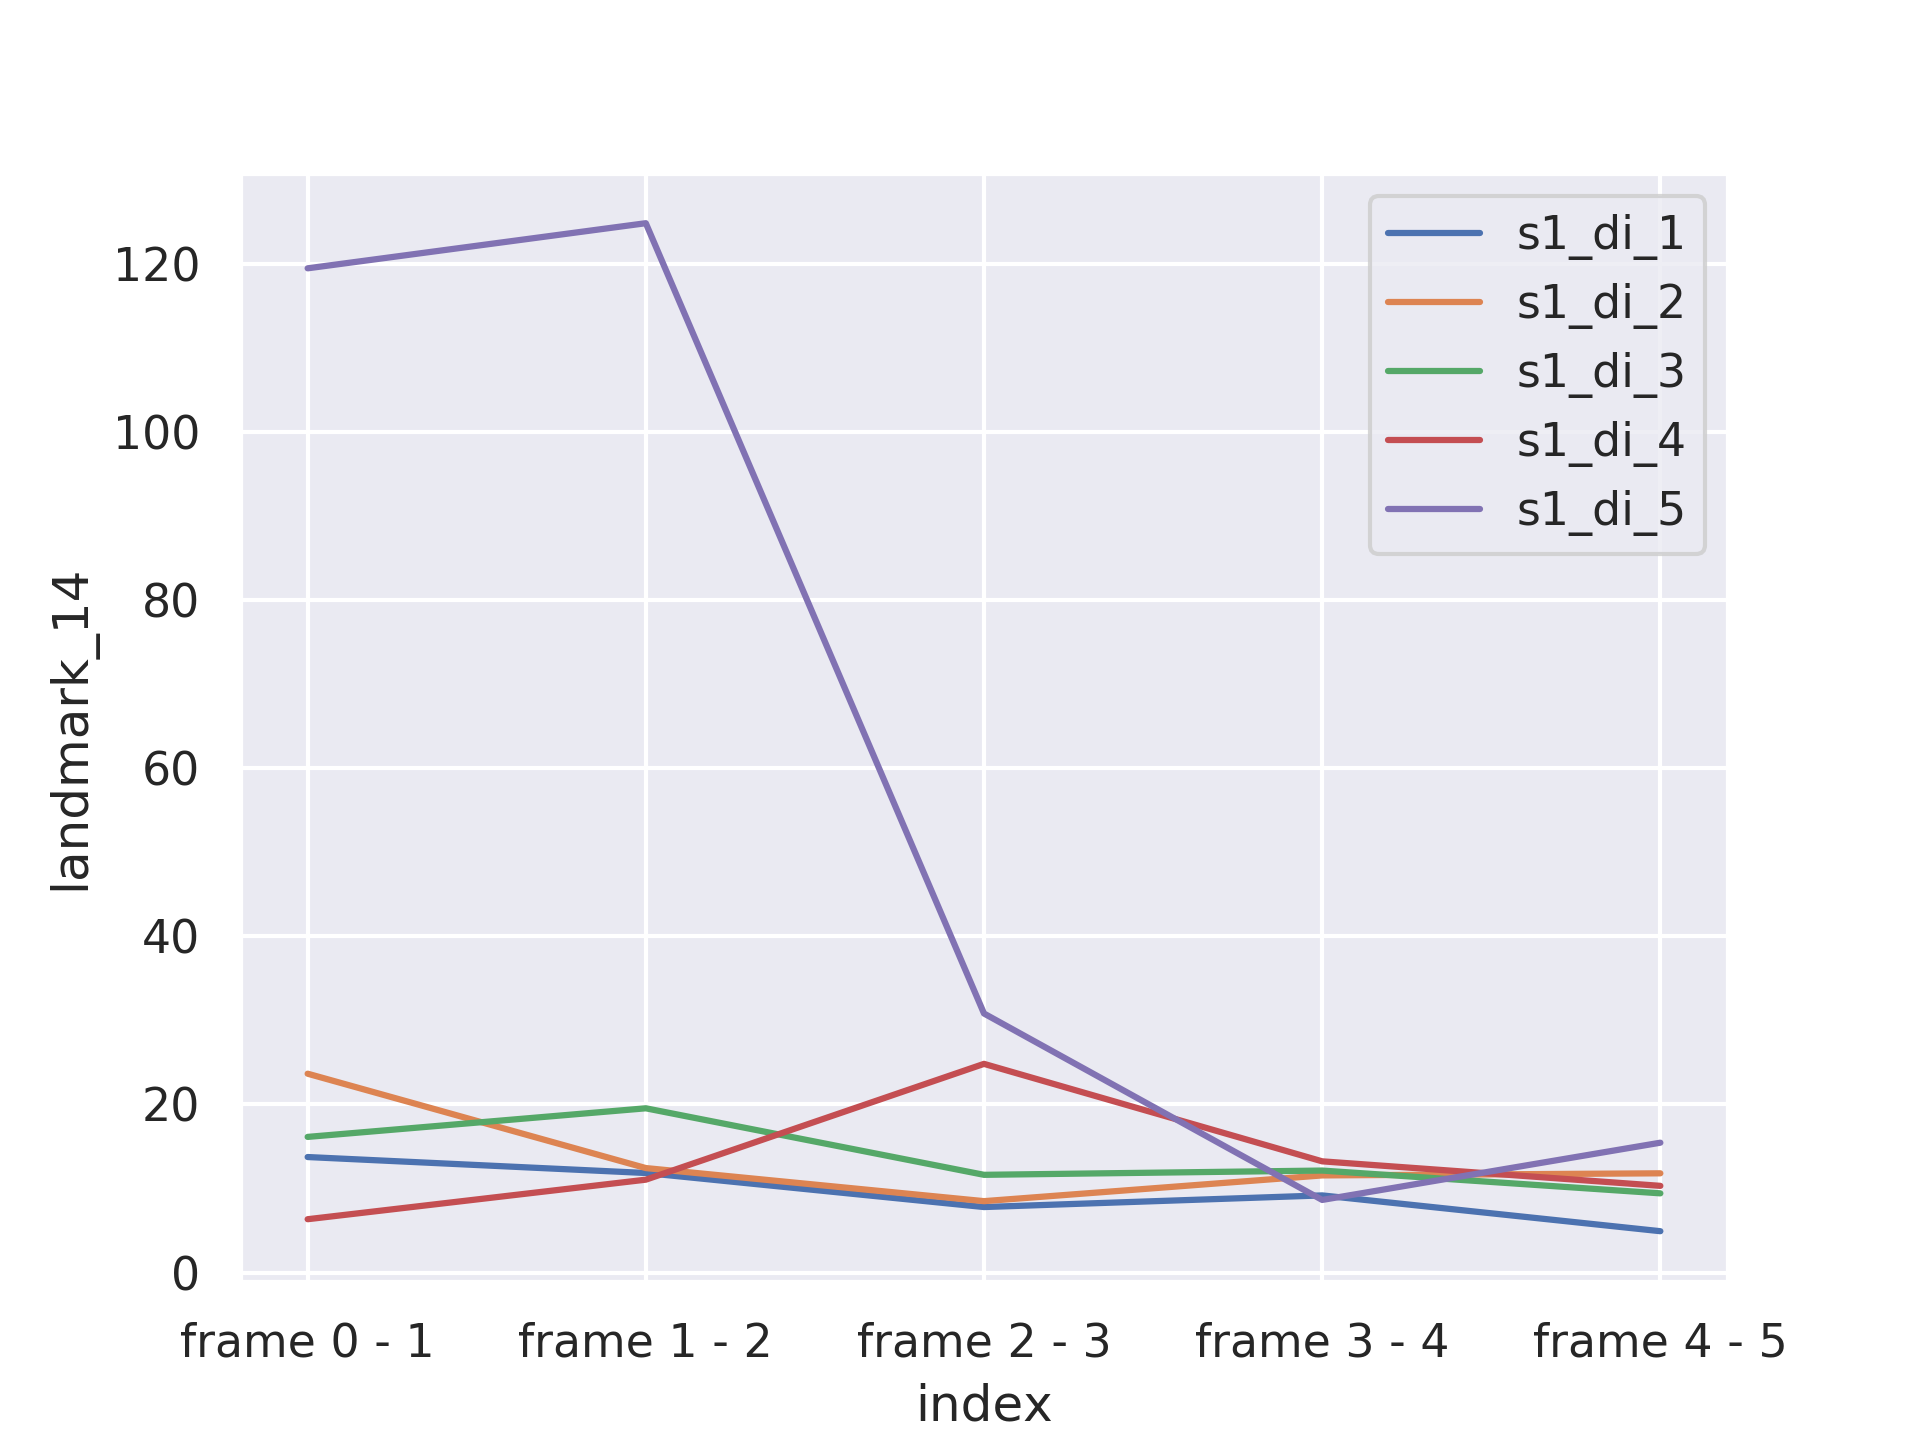 s1_di_1
s1_di_2
s1_di_3
s1_di_4
s1_di_5
120
100
80
60
40
20
0
landmark_14
frame 0 - 1
frame 1 - 2
frame 2 - 3
frame 3 - 4
frame 4 - 5
index